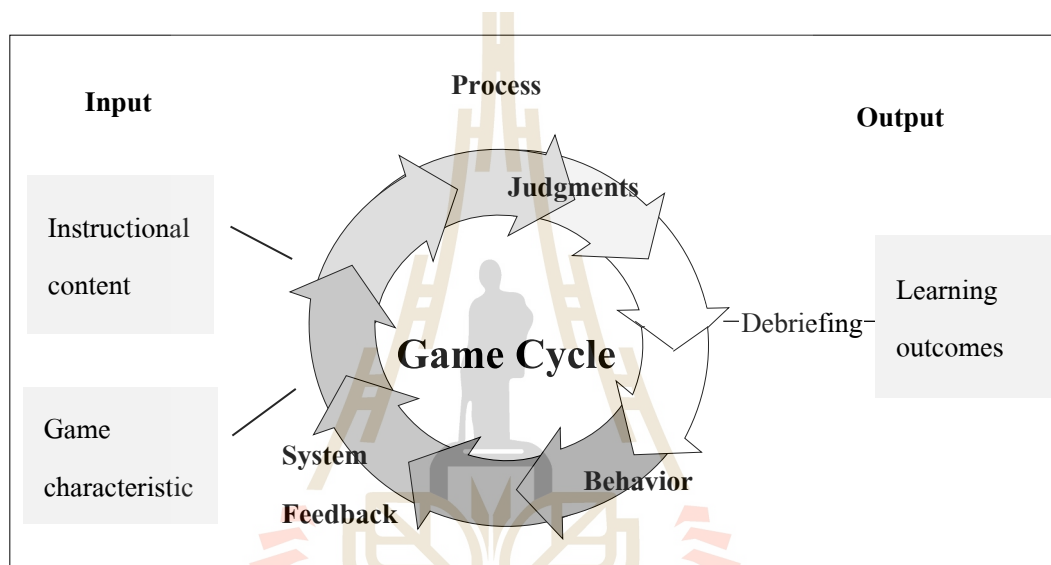 Process
Input
Output
Judgments
Instructional
content
Learning
outcomes
Debriefing
Game Cycle
Game
characteristic
System
Feedback
Behavior